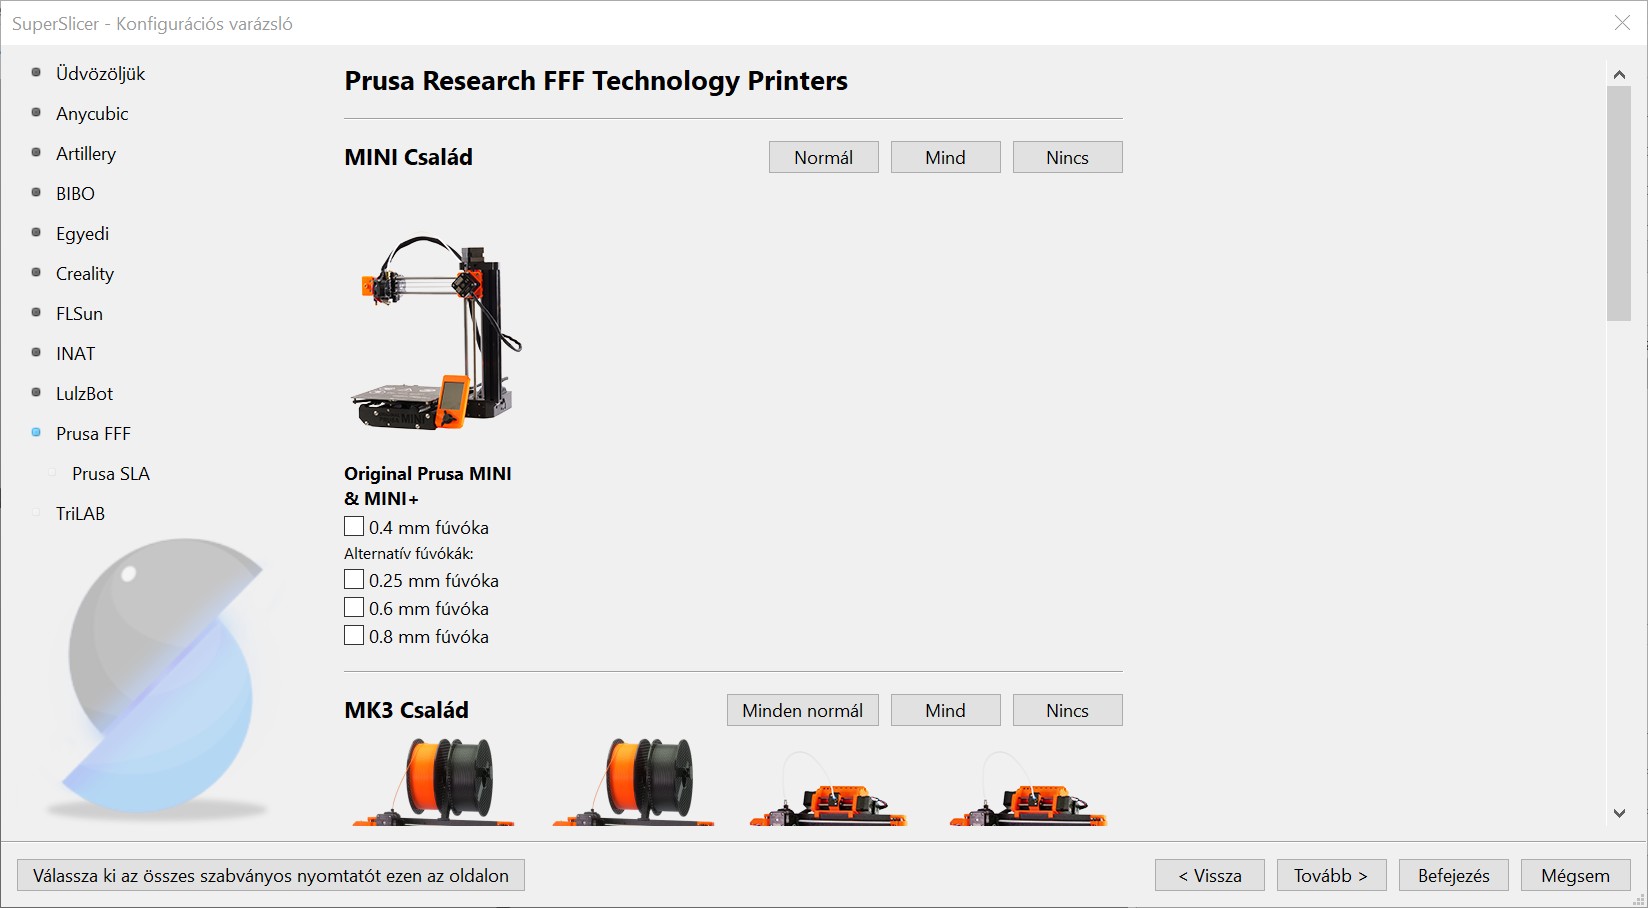 SuperSlicer - Konfigurációs varázsló
Üdvözöljük
Anycubic
Artillery
BIBO
Egyedi
Creality
FLSun
INAT
LulzBot
Prusa FFF
Prusa SLA
TriLAB
Prusa Research FFF Technology Printers
MINI Család
Normál
Mind
Nincs
MINI
Original Prusa MINI
& MINI+
0.4 mm fúvóka
Alternatív fúvókák:
0.25 mm fúvóka
0.6 mm fúvóka
0.8 mm fúvóka
MK3 Család
Minden normál
Mind
Nincs
Válassza ki az összes szabványos nyomtatót ezen az oldalon
< Vissza
Tovább >
Befejezés
Mégsem